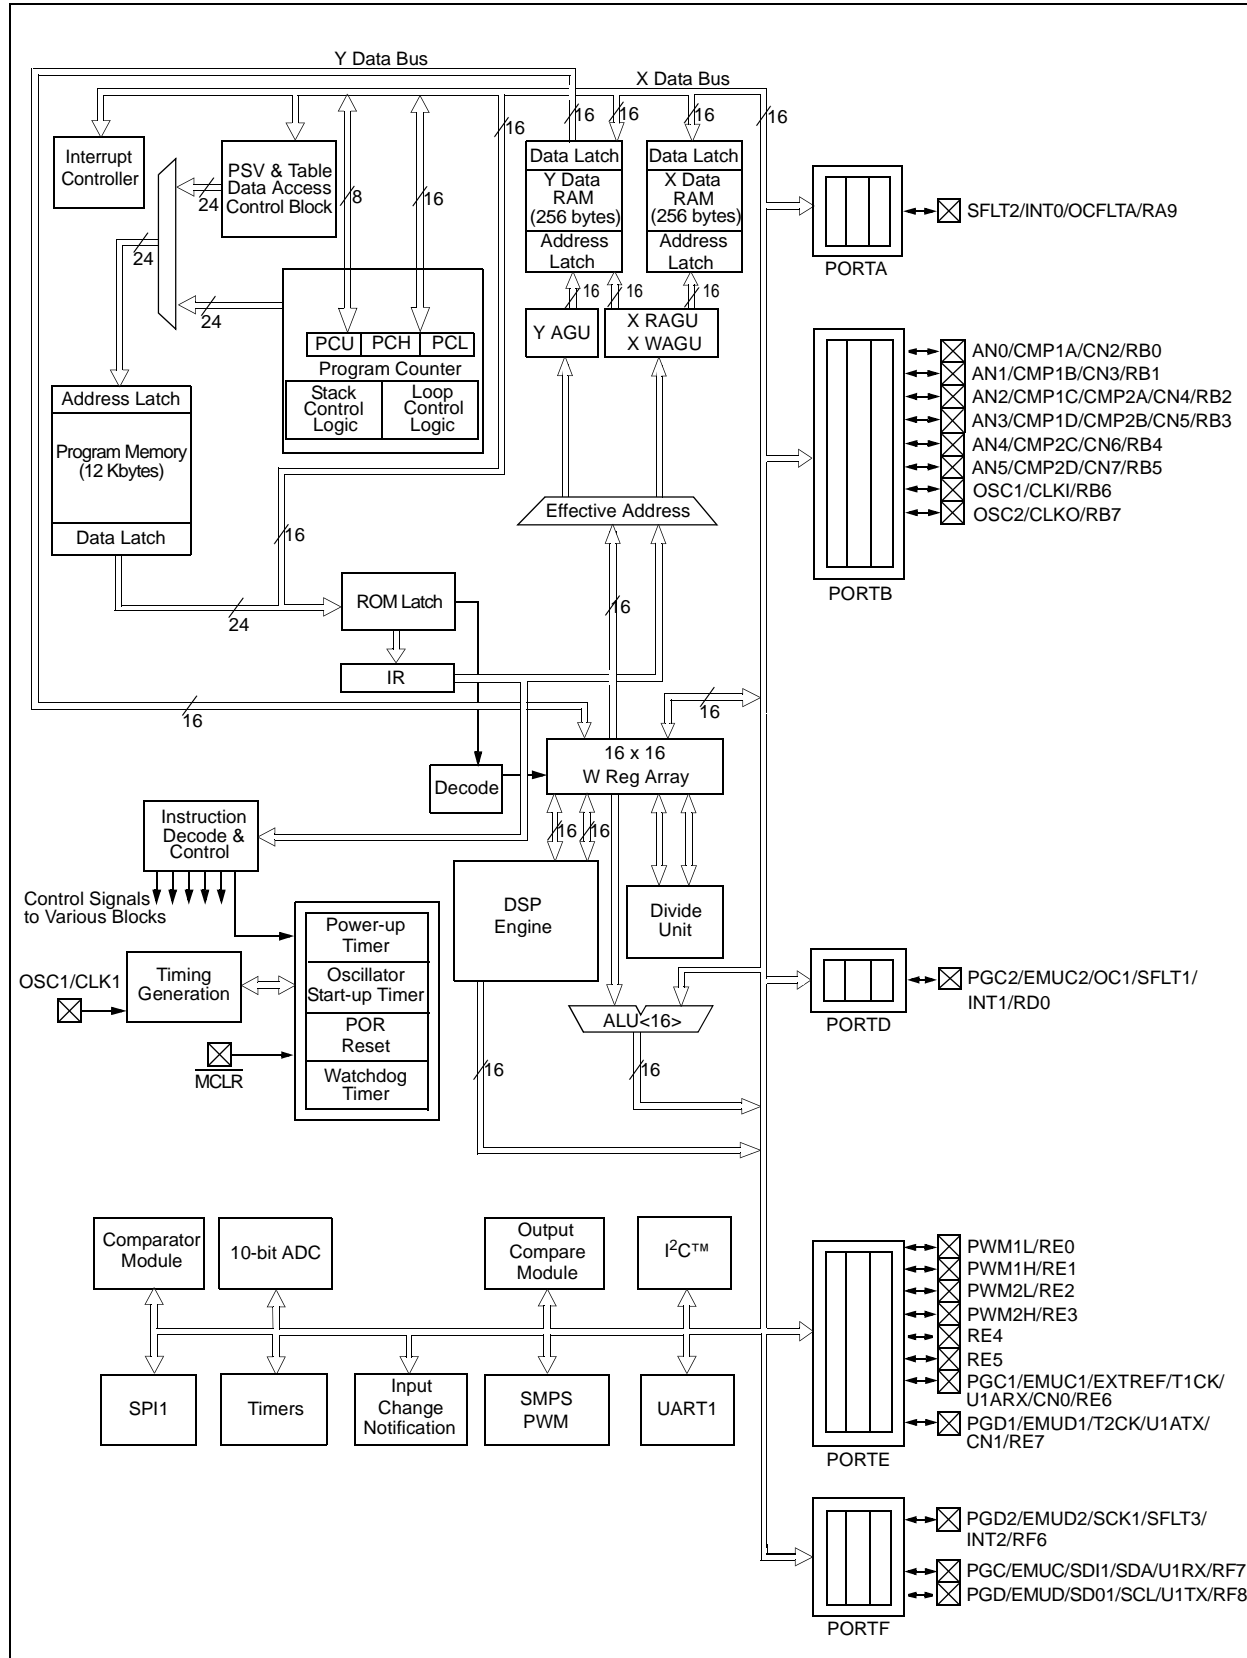 Y Data Bus
X Data Bus
16
16
16
16
16
Interrupt
Controller
PSV & Table
Data Access
Control Block
24
8
16
24
24
Data Latch
Y Data
RAM
(256 bytes)
Address
Latch
Data Latch
X Data
RAM
(256 bytes)
Address
Latch
16
16
16
Y AGU
X RAGU
X WAGU
PCU
PCH
PCL
Program Counter
Stack
Control
Logic
Loop
Control
Logic
Address Latch
Program Memory
(12 Kbytes)
Data Latch
Effective Address
16
24
16
ROM Latch
IR
16
16
16 x 16
W Reg Array
Decode
16
16
Instruction
Decode &
Control
Control Signals
to Various Blocks
DSP
Engine
Divide
Unit
Power-up
Timer
Oscillator
Start-up Timer
POR
Reset
Watchdog
Timer
OSC1/CLK1
Timing
Generation
MCLR
ALU<16>
16
16
Comparator
Module
10-bit ADC
Output
Compare
Module
I2C™
SPI1
Timers
Input
Change
Notification
SMPS
PWM
UART1
SFLT2/INT0/OCFLTA/RA9
PORTA
AN0/CMP1A/CN2/RB0
AN1/CMP1B/CN3/RB1
AN2/CMP1C/CMP2A/CN4/RB2
AN3/CMP1D/CMP2B/CN5/RB3
AN4/CMP2C/CN6/RB4
AN5/CMP2D/CN7/RB5
OSC1/CLKI/RB6
OSC2/CLKO/RB7
PORTB
PGC2/EMUC2/OC1/SFLT1/
INT1/RD0
PORTD
PWM1L/RE0
PWM1H/RE1
PWM2L/RE2
PWM2H/RE3
RE4
RE5
PGC1/EMUC1/EXTREF/T1CK/
U1ARX/CN0/RE6
PGD1/EMUD1/T2CK/U1ATX/
CN1/RE7
PORTE
PGD2/EMUD2/SCK1/SFLT3/
INT2/RF6
PGC/EMUC/SDI1/SDA/U1RX/RF7
PGD/EMUD/SD01/SCL/U1TX/RF8
PORTF